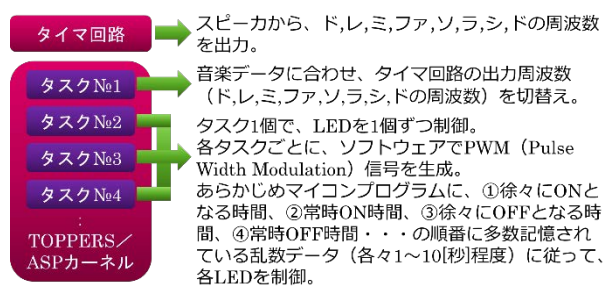 タイマ回路
スピーカから、ド,レ,ミ,ファ,ソ,ラ,シ,ドの周波数
を出力。
タスク№1
音楽データに合わせ、タイマ回路の出力周波数
（ド,レ,ミ,ファ,ソ,ラ,シ,ドの周波数）を切替え。
タスク№2
タスク№3
タスク№4
：
TOPPERS／
ASPカーネル
タスク1個で、LEDを1個ずつ制御。
各タスクごとに、ソフトウェアでPWM（Pulse
Width Modulation）信号を生成。
あらかじめマイコンプログラムに、①徐々にONと
なる時間、②常時ON時間、③徐々にOFFとなる時
間、④常時OFF時間・・・の順番に多数記憶され
ている乱数データ（各々1～10[秒]程度）に従って、
各LEDを制御。